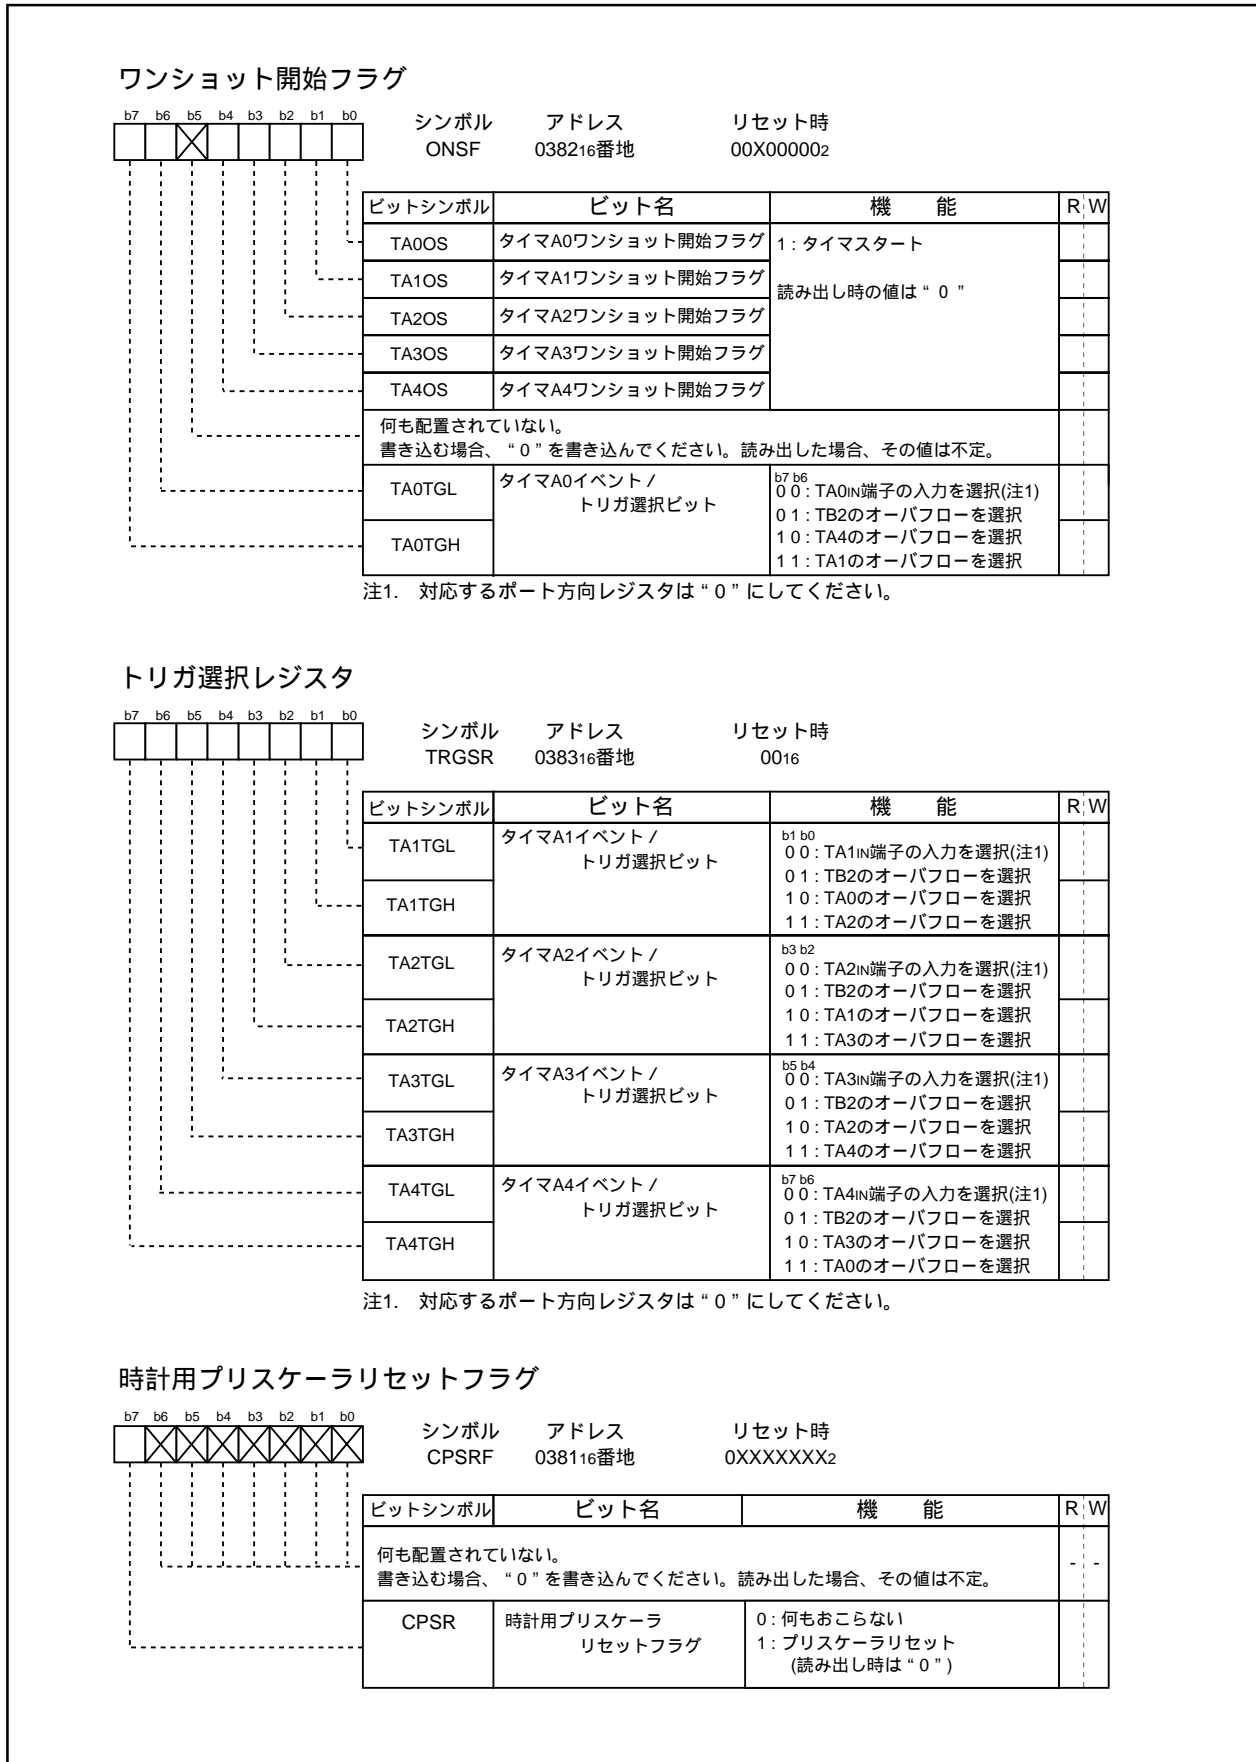 ワンショット開始フラグ
b7 b6 b5 b4 b3 b2 b1 b0
シンボル アドレス リセット時
ONSF 038216番地 00X000002
ビットシンボル ビット名 機 能 R W
TA0OS タイマA0ワンショット開始フラグ 1 : タイマスタート
TA1OS タイマA1ワンショット開始フラグ 読み出し時の値は“ 0 ”
TA2OS タイマA2ワンショット開始フラグ
TA3OS タイマA3ワンショット開始フラグ
TA4OS タイマA4ワンショット開始フラグ
何も配置されていない。
書き込む場合、“ 0 ” を書き込んでください。読み出した場合、その値は不定。
TA0TGL タイマA0イベント / b7 b6
トリガ選択ビット 0 0 : TA0IN端子の入力を選択(注1)
0 1 : TB2のオーバフローを選択
TA0TGH 1 0 : TA4のオーバフローを選択
1 1 : TA1のオーバフローを選択
注1. 対応するポート方向レジスタは “ 0 ” にしてください。
トリガ選択レジスタ
b7 b6 b5 b4 b3 b2 b1 b0
シンボル アドレス リセット時
TRGSR 038316番地 0016
ビットシンボル ビット名 機 能 R W
TA1TGL タイマA1イベント / b1 b0
トリガ選択ビット 0 0 : TA1IN端子の入力を選択(注1)
0 1 : TB2のオーバフローを選択
TA1TGH 1 0 : TA0のオーバフローを選択
1 1 : TA2のオーバフローを選択
TA2TGL タイマA2イベント / b3 b2
トリガ選択ビット 0 0 : TA2IN端子の入力を選択(注1)
0 1 : TB2のオーバフローを選択
TA2TGH 1 0 : TA1のオーバフローを選択
1 1 : TA3のオーバフローを選択
TA3TGL タイマA3イベント / b5 b4
トリガ選択ビット 0 0 : TA3IN端子の入力を選択(注1)
0 1 : TB2のオーバフローを選択
TA3TGH 1 0 : TA2のオーバフローを選択
1 1 : TA4のオーバフローを選択
TA4TGL タイマA4イベント / b7 b6
トリガ選択ビット 0 0 : TA4IN端子の入力を選択(注1)
0 1 : TB2のオーバフローを選択
TA4TGH 1 0 : TA3のオーバフローを選択
1 1 : TA0のオーバフローを選択
注1. 対応するポート方向レジスタは “ 0 ” にしてください。
時計用プリスケーラリセットフラグ
b7 b6 b5 b4 b3 b2 b1 b0
シンボル アドレス リセット時
CPSRF 038116番地 0XXXXXXX2
ビットシンボル ビット名 機 能 R W
何も配置されていない。 - -
書き込む場合、“ 0 ” を書き込んでください。読み出した場合、その値は不定。
CPSR 時計用プリスケーラ 0 : 何もおこらない
リセットフラグ 1 : プリスケーラリセット
(読み出し時は “ 0 ” )